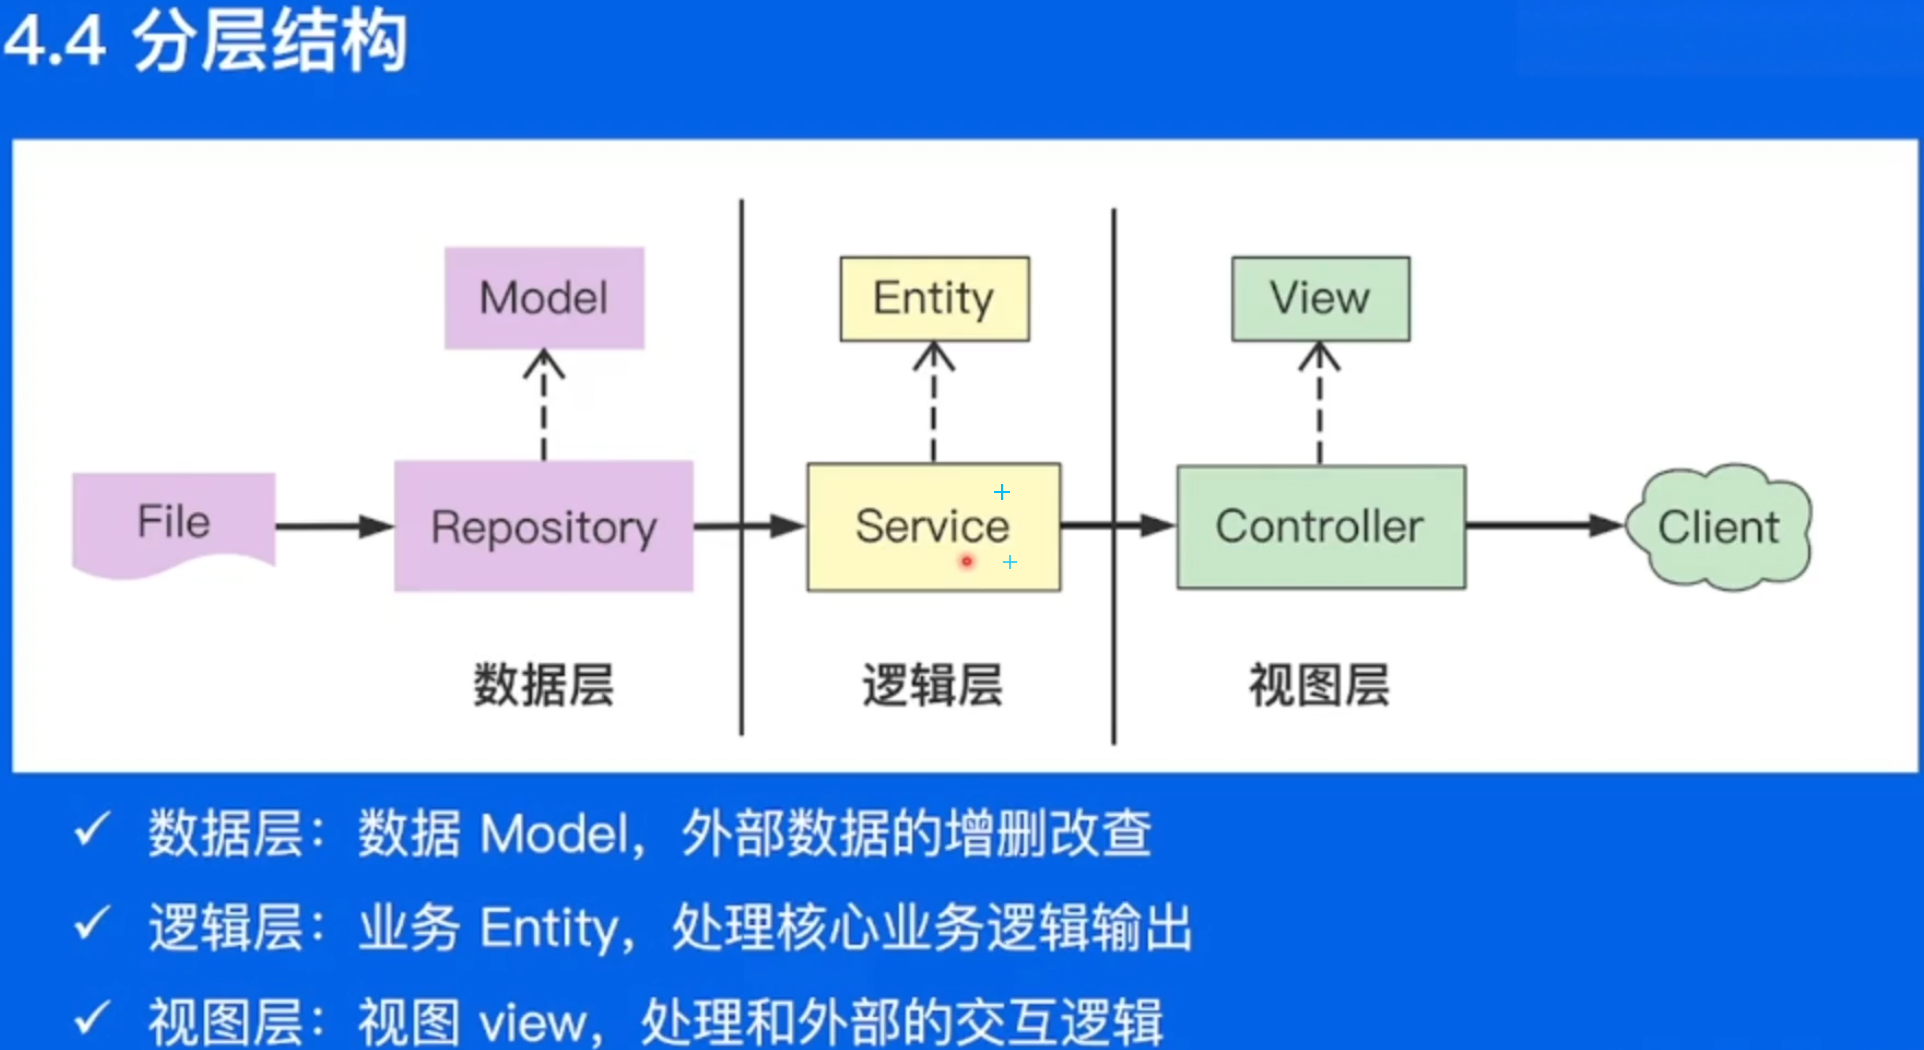 4.4 分层结构
Model
Entity
View
File
Repository
Service
Controller
Client
数据层
逻辑层
视图层
✓ 数据层：数据 Model，外部数据的增删改查
✓ 逻辑层：业务 Entity，处理核心业务逻辑输出
✓ 视图层：视图 view，处理和外部的交互逻辑